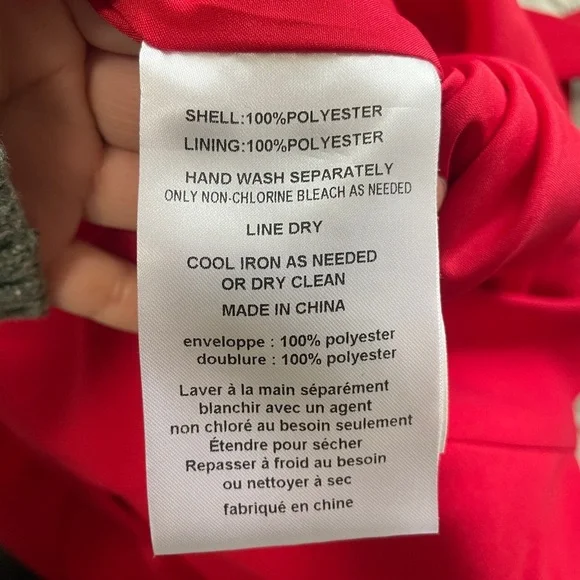 SHELL:100%POLYESTER
LINING:100%POLYESTER
HAND WASH SEPARATELY
ONLY NON-CHLORINE BLEACH AS NEEDED
LINE DRY
COOL IRON AS NEEDED
OR DRY CLEAN
MADE IN CHINA
enveloppe : 100% polyester
doublure : 100% polyester
Laver à la main séparément
blanchir avec un agent
non chloré au besoin seulement
Étendre pour sécher
Repasser à froid au besoin
ou nettoyer à sec
fabriqué en chine